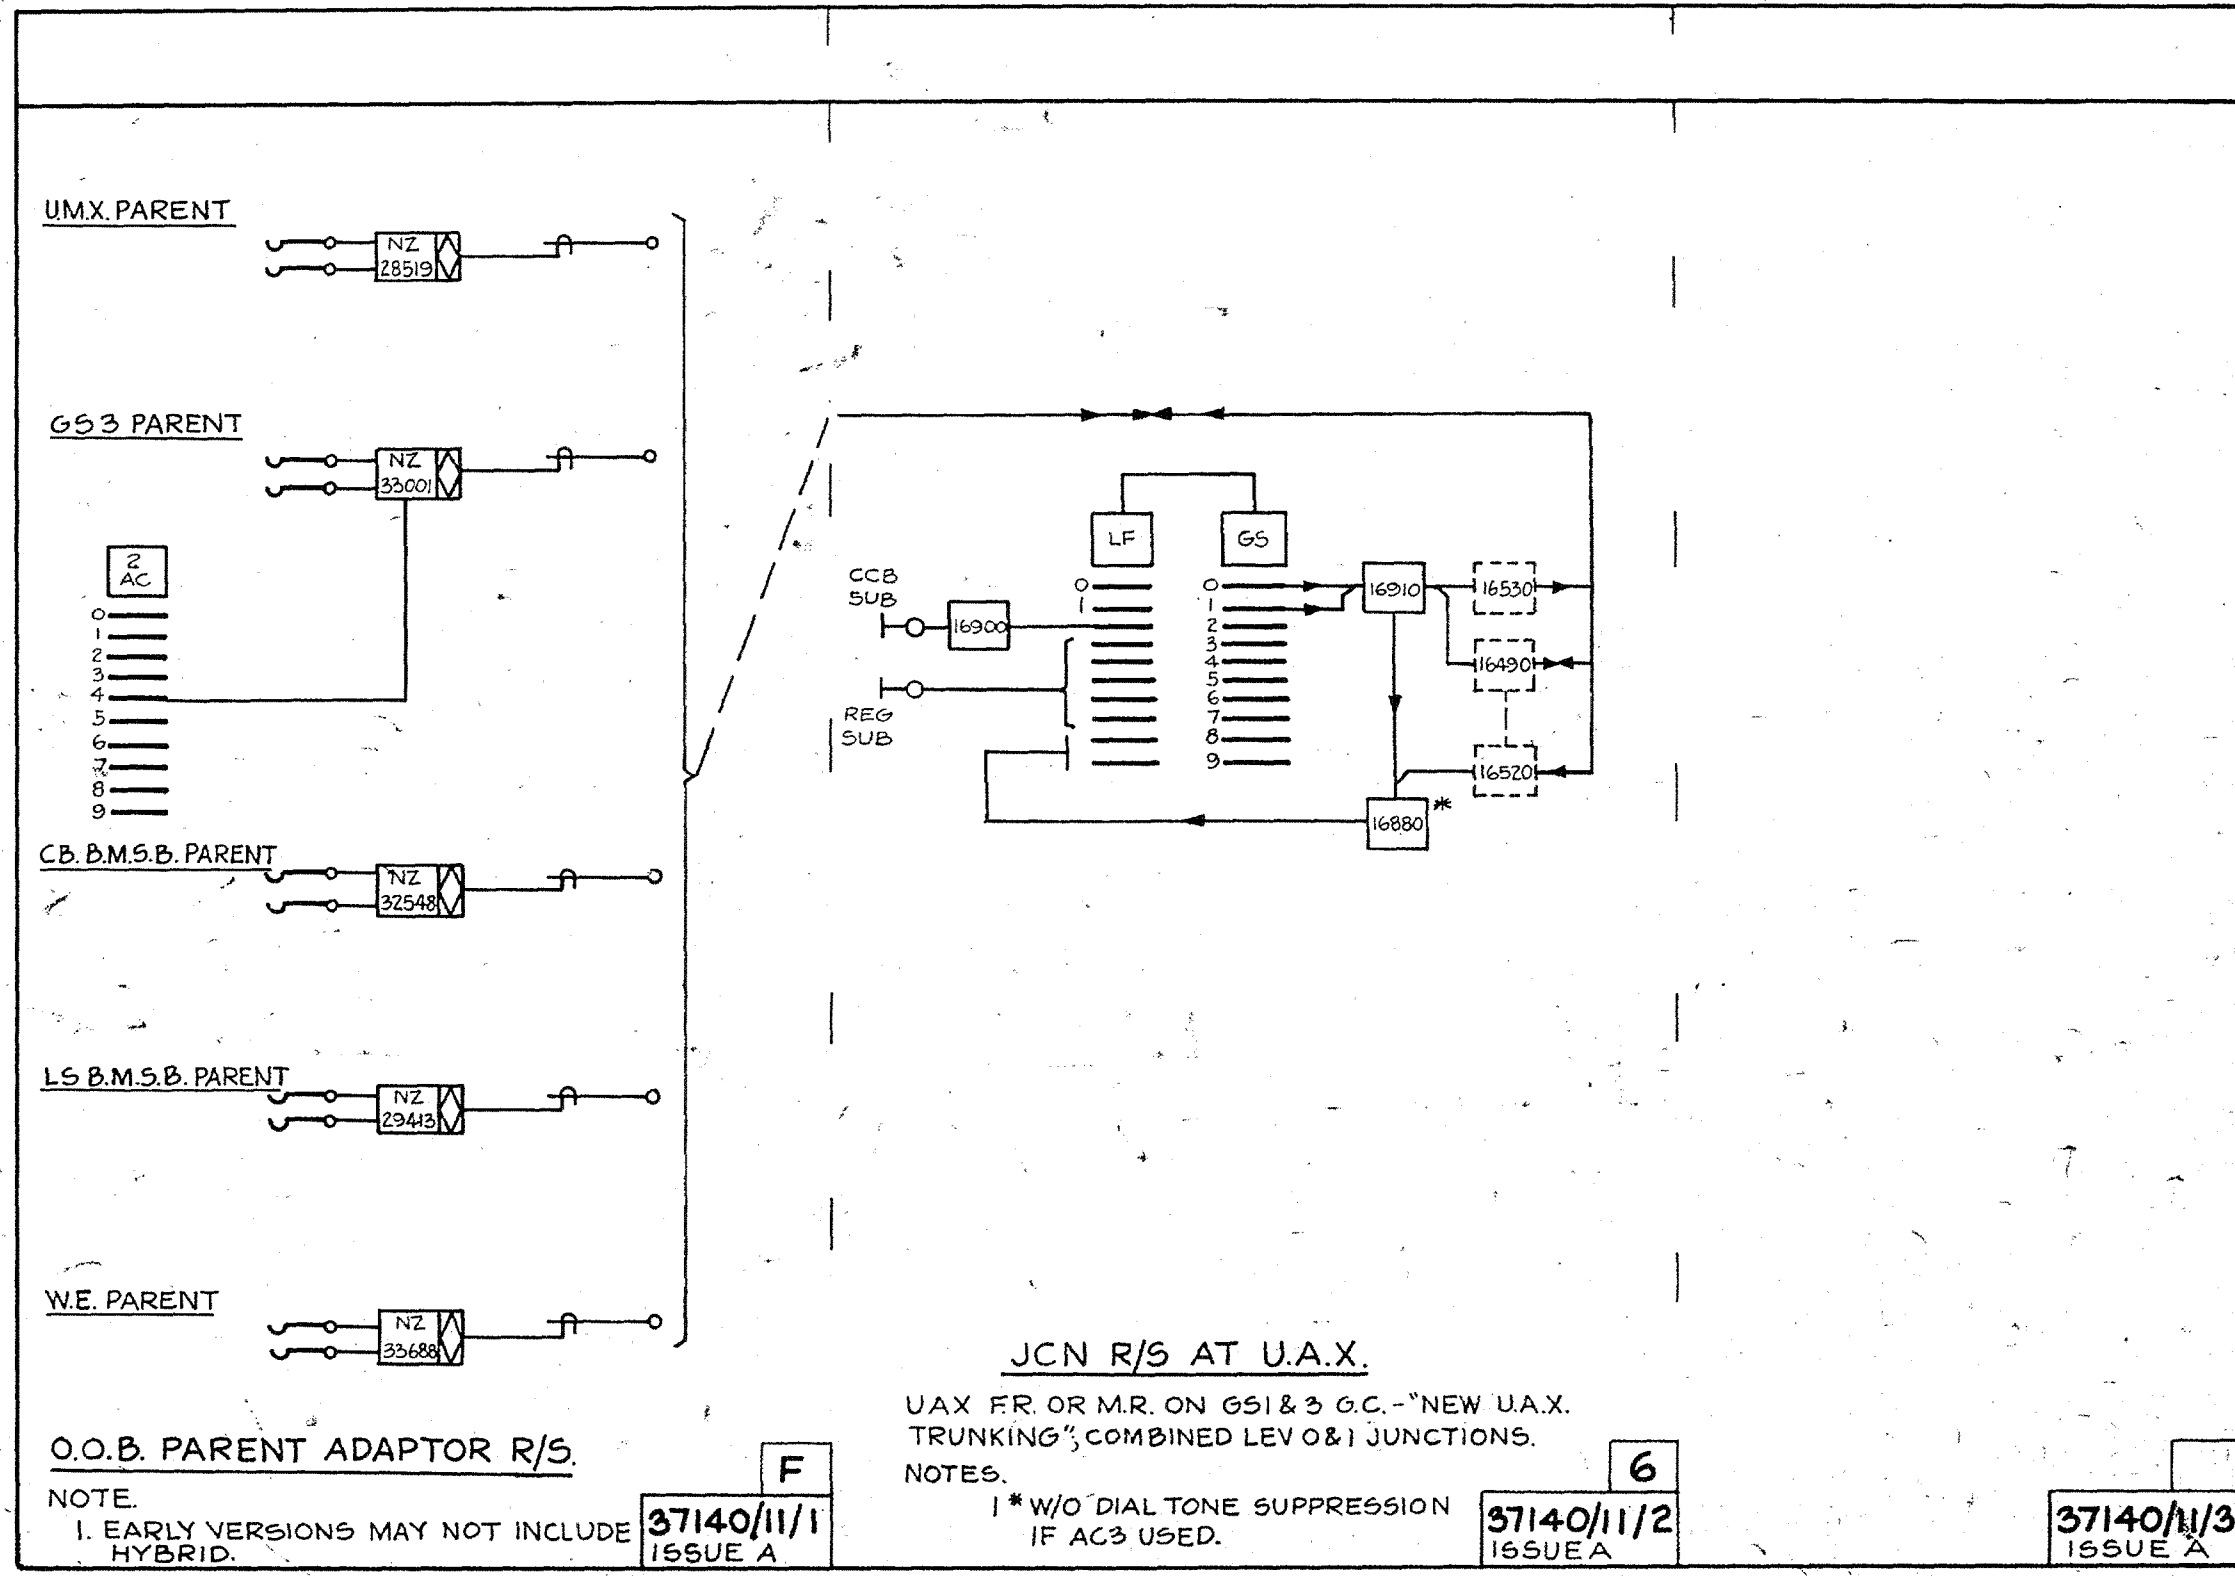 U.M.X. PARENT
NZ
28519
GS3 PARENT
NZ
33001
2
AC
0
1
2
3
4
5
6
7
8
9
CB. B.M.S.B. PARENT
NZ
32548
LS B.M.S.B. PARENT
NZ
29413
W.E. PARENT
NZ
33688
O.O.B. PARENT ADAPTOR R/S.
NOTE.
1. EARLY VERSIONS MAY NOT INCLUDE
HYBRID.
F
37140/11/1
ISSUE A
LF
GS
CCB
SUB
16900
REG
SUB
0
1
0
1
2
3
4
5
6
7
8
9
16910
16530
16490
16520
16880
*
JCN R/S AT U.A.X.
UAX F.R. OR M.R. ON GS1 & 3 G.C. - "NEW U.A.X.
TRUNKING", COMBINED LEV 0 & 1 JUNCTIONS.
NOTES.
1 * W/O DIAL TONE SUPPRESSION
IF AC3 USED.
6
37140/11/2
ISSUE A
37140/11/3
ISSUE A